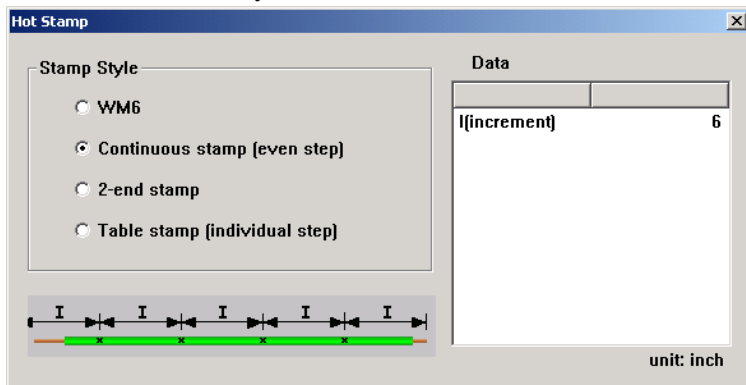 Hot Stamp
Stamp Style
WM6
Continuous stamp (even step)
2-end stamp
Table stamp (individual step)
I I I I I
Data
I(increment) 6
unit: inch